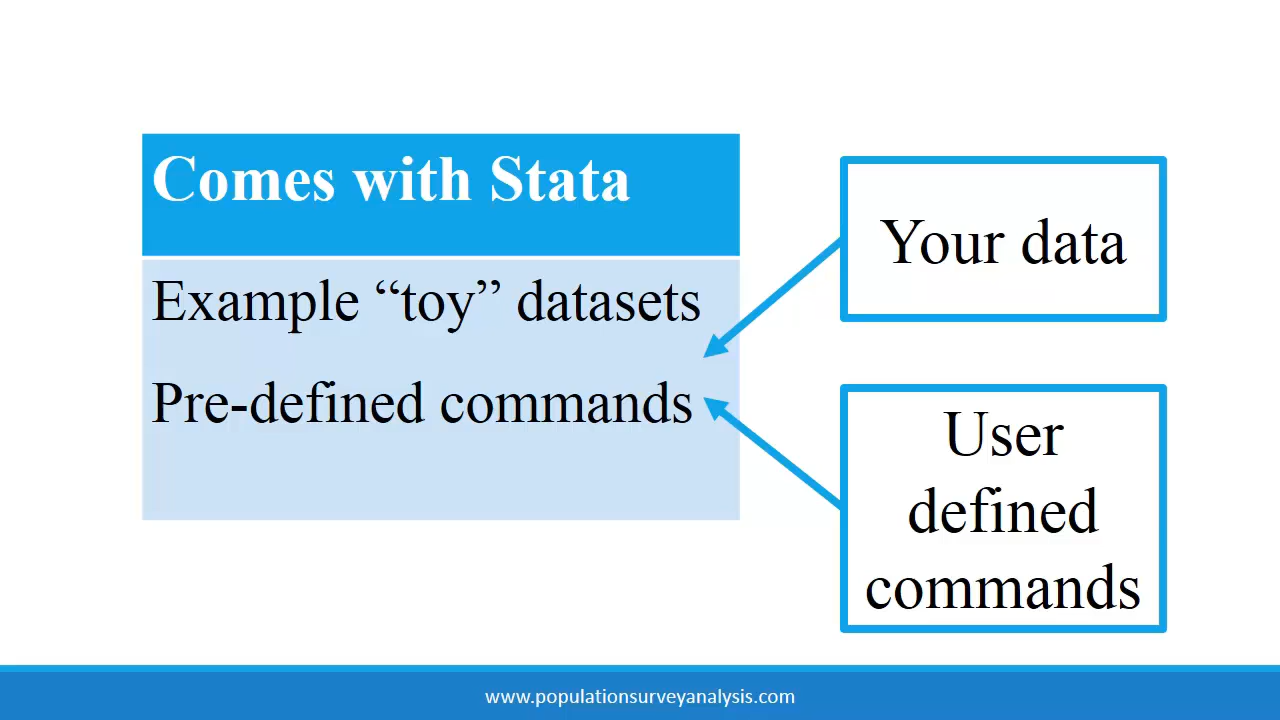 Comes with Stata
Example “toy” datasets
Pre-defined commands
Your data
User
defined
commands
www.populationsurveyanalysis.com